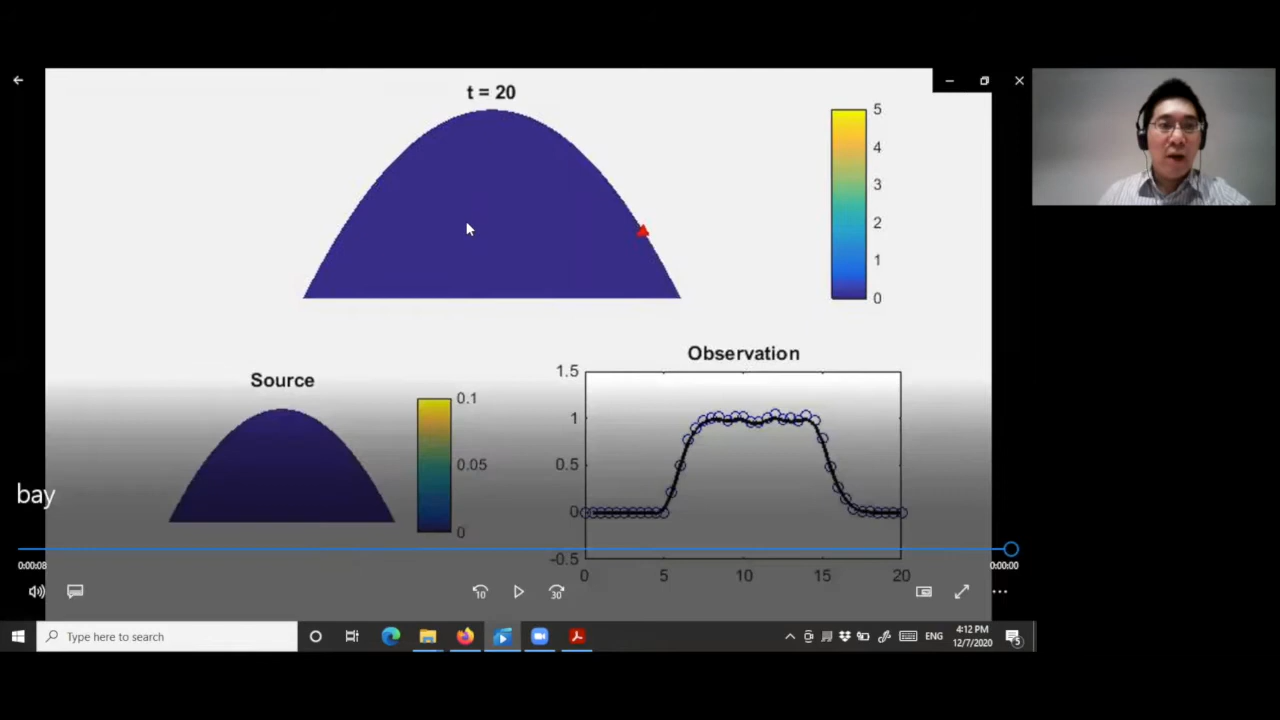 t = 20
5
4
3
2
1
0
Source
0.1
0.05
0
Observation
1.5
1
0.5
0
-0.5
0 5 10 15 20
bay
0:00:08
0:00:00
10
30
Type here to search
ENG
4:12 PM
12/7/2020
5